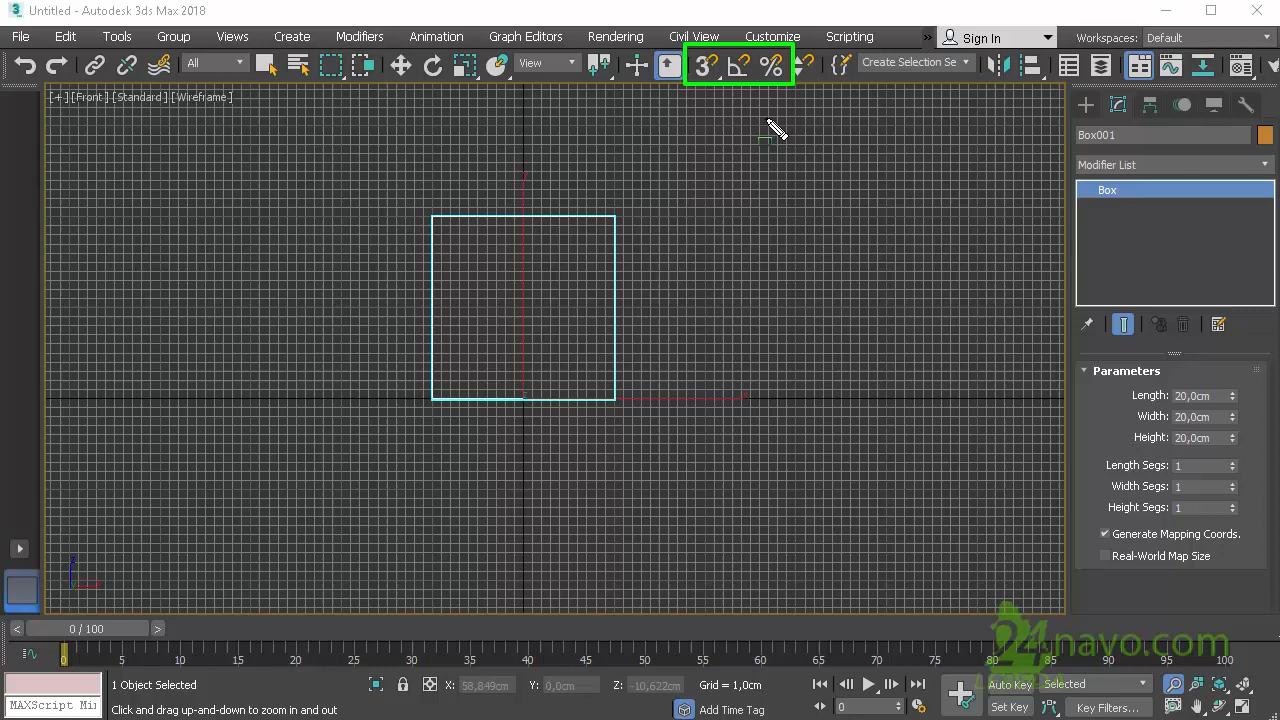 Untitled - Autodesk 3ds Max 2018
File Edit Tools Group Views Create Modifiers Animation Graph Editors Rendering Civil View Customize Scripting » Sign In Workspaces: Default
All View 3 % Create Selection Se
[+] [Front] [Standard] [Wireframe]
Box001
Modifier List
Box
Parameters
Length: 20,0cm
Width: 20,0cm
Height: 20,0cm
Length Segs: 1
Width Segs: 1
Height Segs: 1
Generate Mapping Coords.
Real-World Map Size
< 0 / 100 >
24navo.com
0 5 10 15 20 25 30 35 40 45 50 55 60 65 70 75 80 85 90 95 100
1 Object Selected X: 58,849cm Y: 0,0cm Z: -10,622cm Grid = 1,0cm Auto Key Selected
MAXScript Mi Click and drag up-and-down to zoom in and out Add Time Tag 0 Set Key Key Filters...